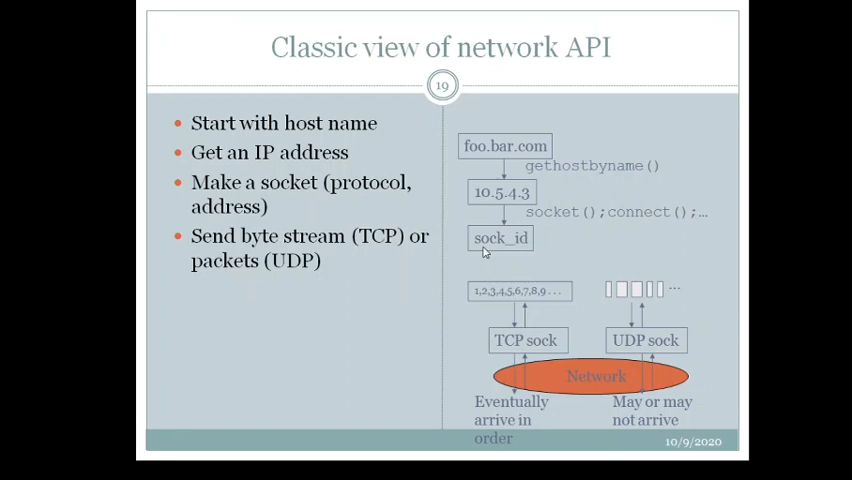 Classic view of network API
19
Start with host name
Get an IP address
Make a socket (protocol,
address)
Send byte stream (TCP) or
packets (UDP)
foo.bar.com
gethostbyname()
10.5.4.3
socket();connect();…
sock_id
1,2,3,4,5,6,7,8,9 . . .
...
TCP sock
UDP sock
Network
Eventually
arrive in
order
May or may
not arrive
10/9/2020